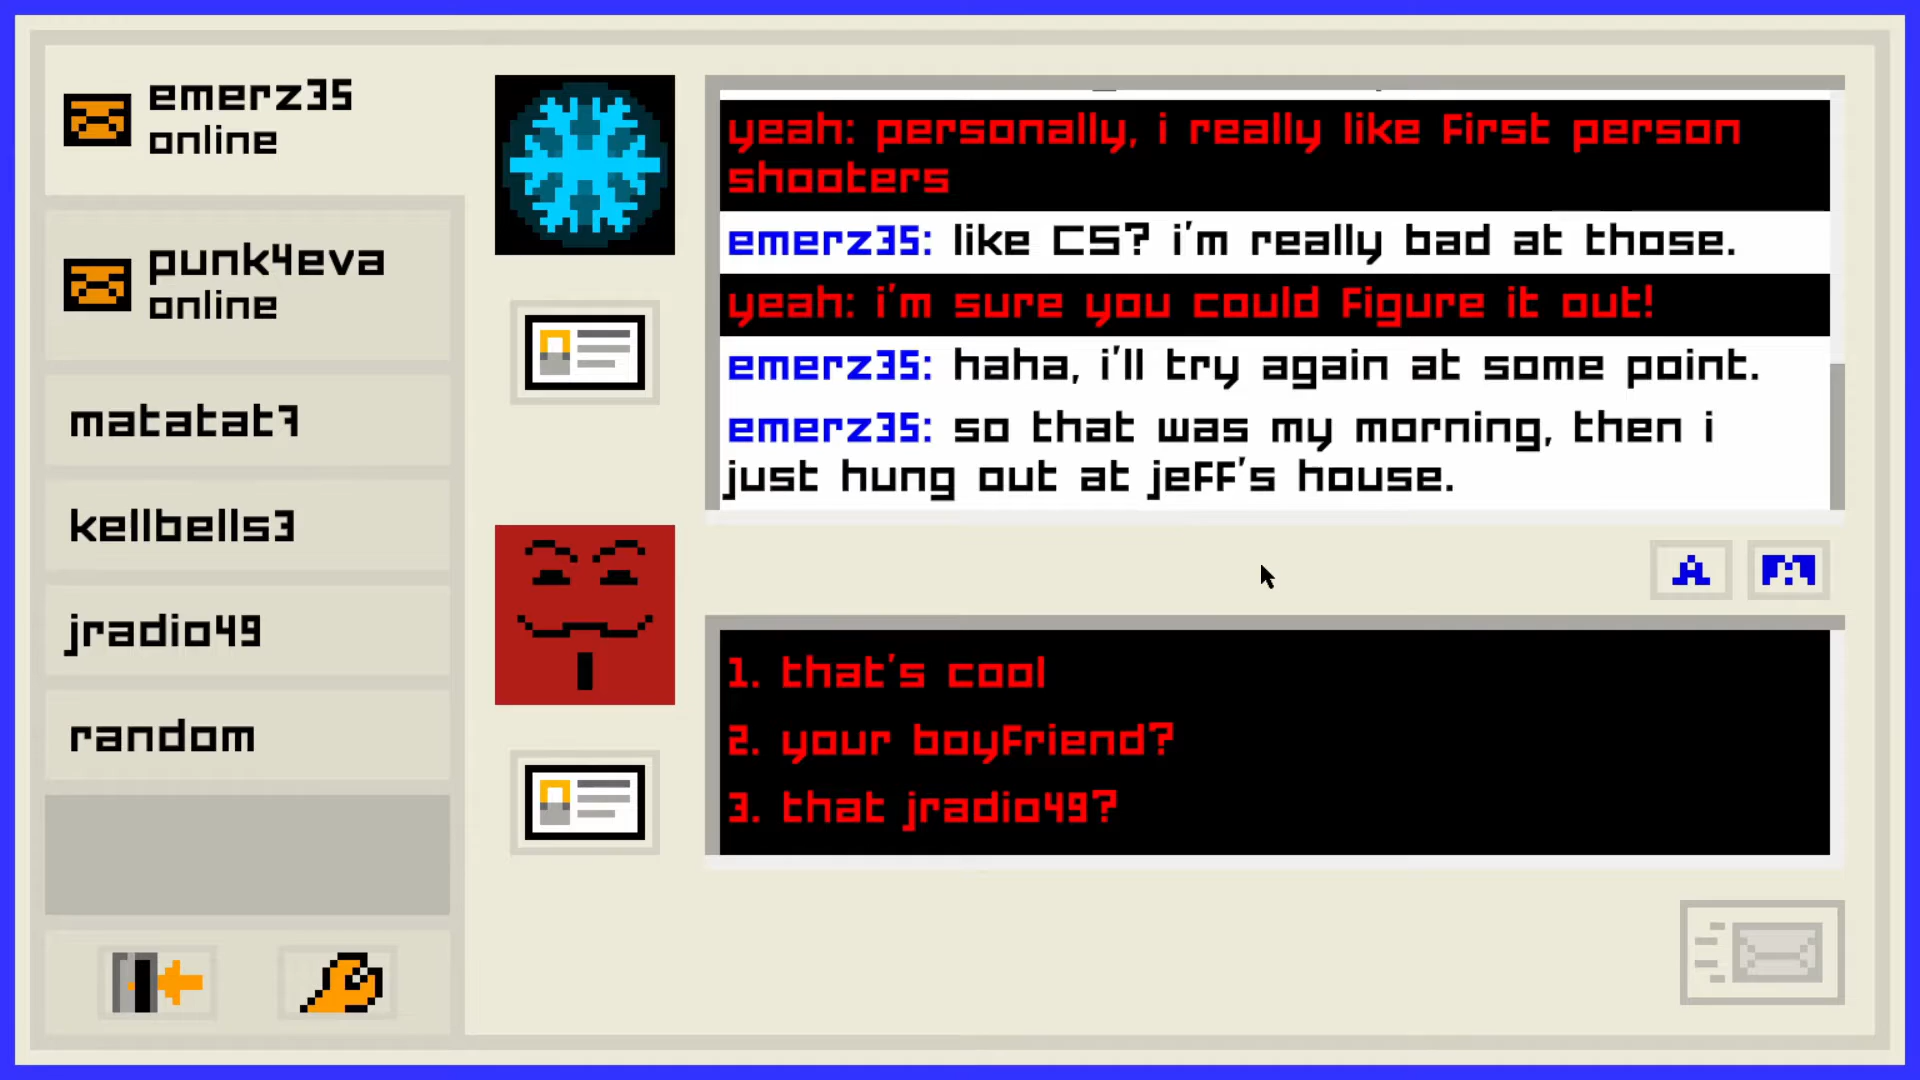 emerz35
online
punk4eva
online
matatat7
kellbells3
jradio49
random
yeah: personally, i really like first person
shooters
emerz35: like CS? i'm really bad at those.
yeah: i'm sure you could figure it out!
emerz35: haha, i'll try again at some point.
emerz35: so that was my morning, then i
just hung out at jeff's house.
A
M
1. that's cool
2. your boyfriend?
3. that jradio49?